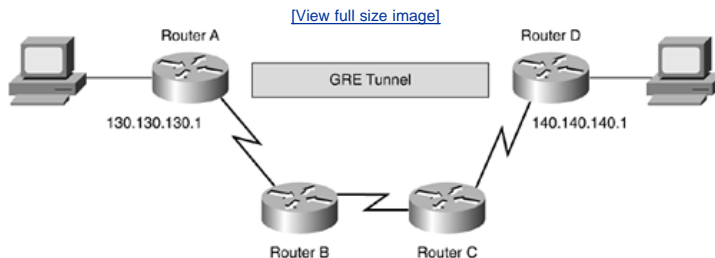 [View full size image]
Router A
Router D
GRE Tunnel
130.130.130.1
140.140.140.1
Router B
Router C